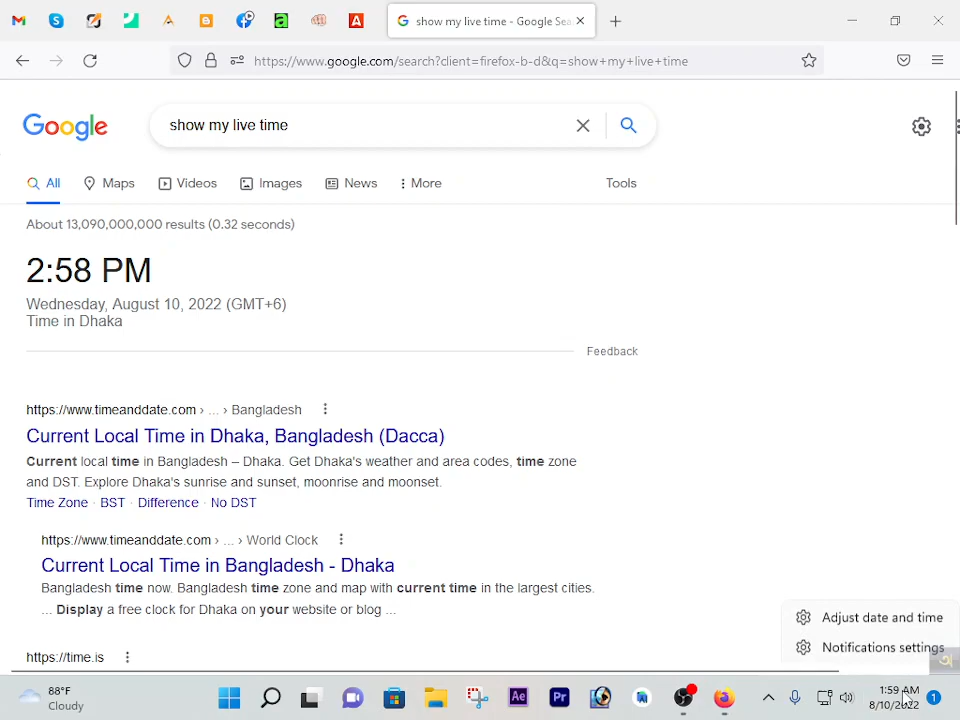 show my live time - Google Sea
https://www.google.com/search?client=firefox-b-d&q=show+my+live+time
Google
show my live time
All
Maps
Videos
Images
News
More
Tools
About 13,090,000,000 results (0.32 seconds)
2:58 PM
Wednesday, August 10, 2022 (GMT+6)
Time in Dhaka
Feedback
https://www.timeanddate.com › ... › Bangladesh
Current Local Time in Dhaka, Bangladesh (Dacca)
Current local time in Bangladesh – Dhaka. Get Dhaka's weather and area codes, time zone
and DST. Explore Dhaka's sunrise and sunset, moonrise and moonset.
Time Zone · BST · Difference · No DST
https://www.timeanddate.com › ... › World Clock
Current Local Time in Bangladesh - Dhaka
Bangladesh time now. Bangladesh time zone and map with current time in the largest cities.
... Display a free clock for Dhaka on your website or blog ...
Adjust date and time
Notifications settings
https://time.is
88°F
Cloudy
Ae
Pr
1:59 AM
8/10/2022
1